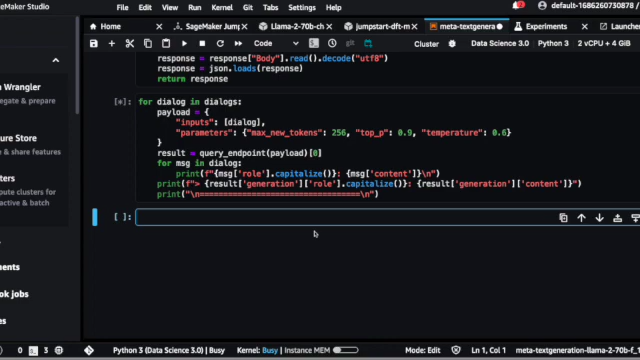 SageMaker Studio
File Edit View Run Kernel Git Tabs Settings Help
default-1686260730878 /
Home
SageMaker Jump
Llama-2-70b-ch
jumpstart-dft-m
meta-textgenera
Experiments
Launcher
Code
Cluster
Data Science 3.0
Python 3
2 vCPU + 4 GiB
response = response["Body"].read().decode("utf8")
response = json.loads(response)
return response
[*]: for dialog in dialogs:
payload = {
"inputs": [dialog],
"parameters": {"max_new_tokens": 256, "top_p": 0.9, "temperature": 0.6}
}
result = query_endpoint(payload)[0]
for msg in dialog:
print(f"{msg['role'].capitalize()}: {msg['content']}\n")
print(f"> {result['generation']['role'].capitalize()}: {result['generation']['content']}")
print("\n==================================\n")
[ ]:
Wrangler
egate & prepare
ure Store
e & share features
ters
pute clusters for
active & batch
ments
ok jobs
es
0 3
Python 3 (Data Science 3.0) | Busy
Kernel: Busy | Instance MEM
Mode: Edit
Ln 1, Col 1
meta-textgeneration-llama-2-70b-f_1